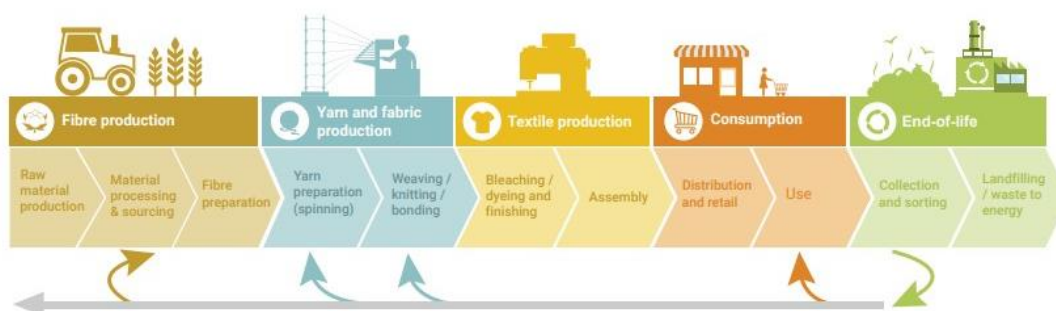 Fibre production
Yarn and fabric
production
Textile production
Consumption
End-of-life
Raw
material
production
Material
processing
& sourcing
Fibre
preparation
Yarn
preparation
(spinning)
Weaving /
knitting /
bonding
Bleaching /
dyeing and
finishing
Assembly
Distribution
and retail
Use
Collection
and sorting
Landfilling
/ waste to
energy